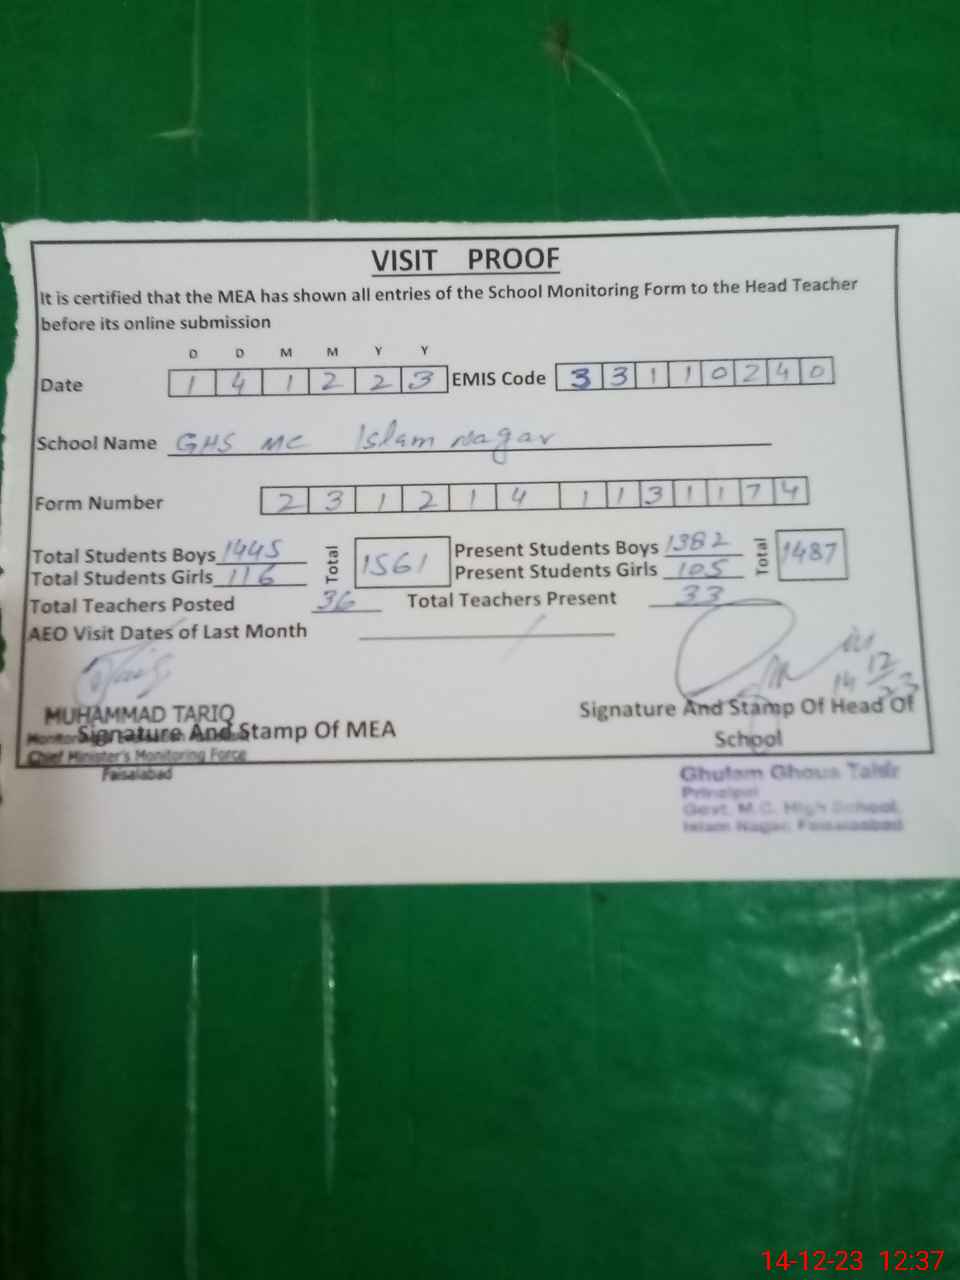 VISIT PROOF
It is certified that the MEA has shown all entries of the School Monitoring Form to the Head Teacher
before its online submission
D D M M Y Y
Date 1 4 1 2 2 3 EMIS Code 3 3 1 1 0 2 4 0
School Name GHS MC Islam Nagar
Form Number 2 3 1 2 1 4 1 1 3 1 1 7 4
Total Students Boys 1445 Total 1561 Present Students Boys 1382 Total 1487
Total Students Girls 116 Present Students Girls 105
Total Teachers Posted 36 Total Teachers Present 33
AEO Visit Dates of Last Month
14 12 23
MUHAMMAD TARIQ
Signature And Stamp Of MEA
Chief Minister's Monitoring Force
Faisalabad
Signature And Stamp Of Head Of
School
Ghulam Ghous Tahir
Principal
Govt. M.C. High School,
Islam Nagar, Faisalabad
14-12-23 12:37